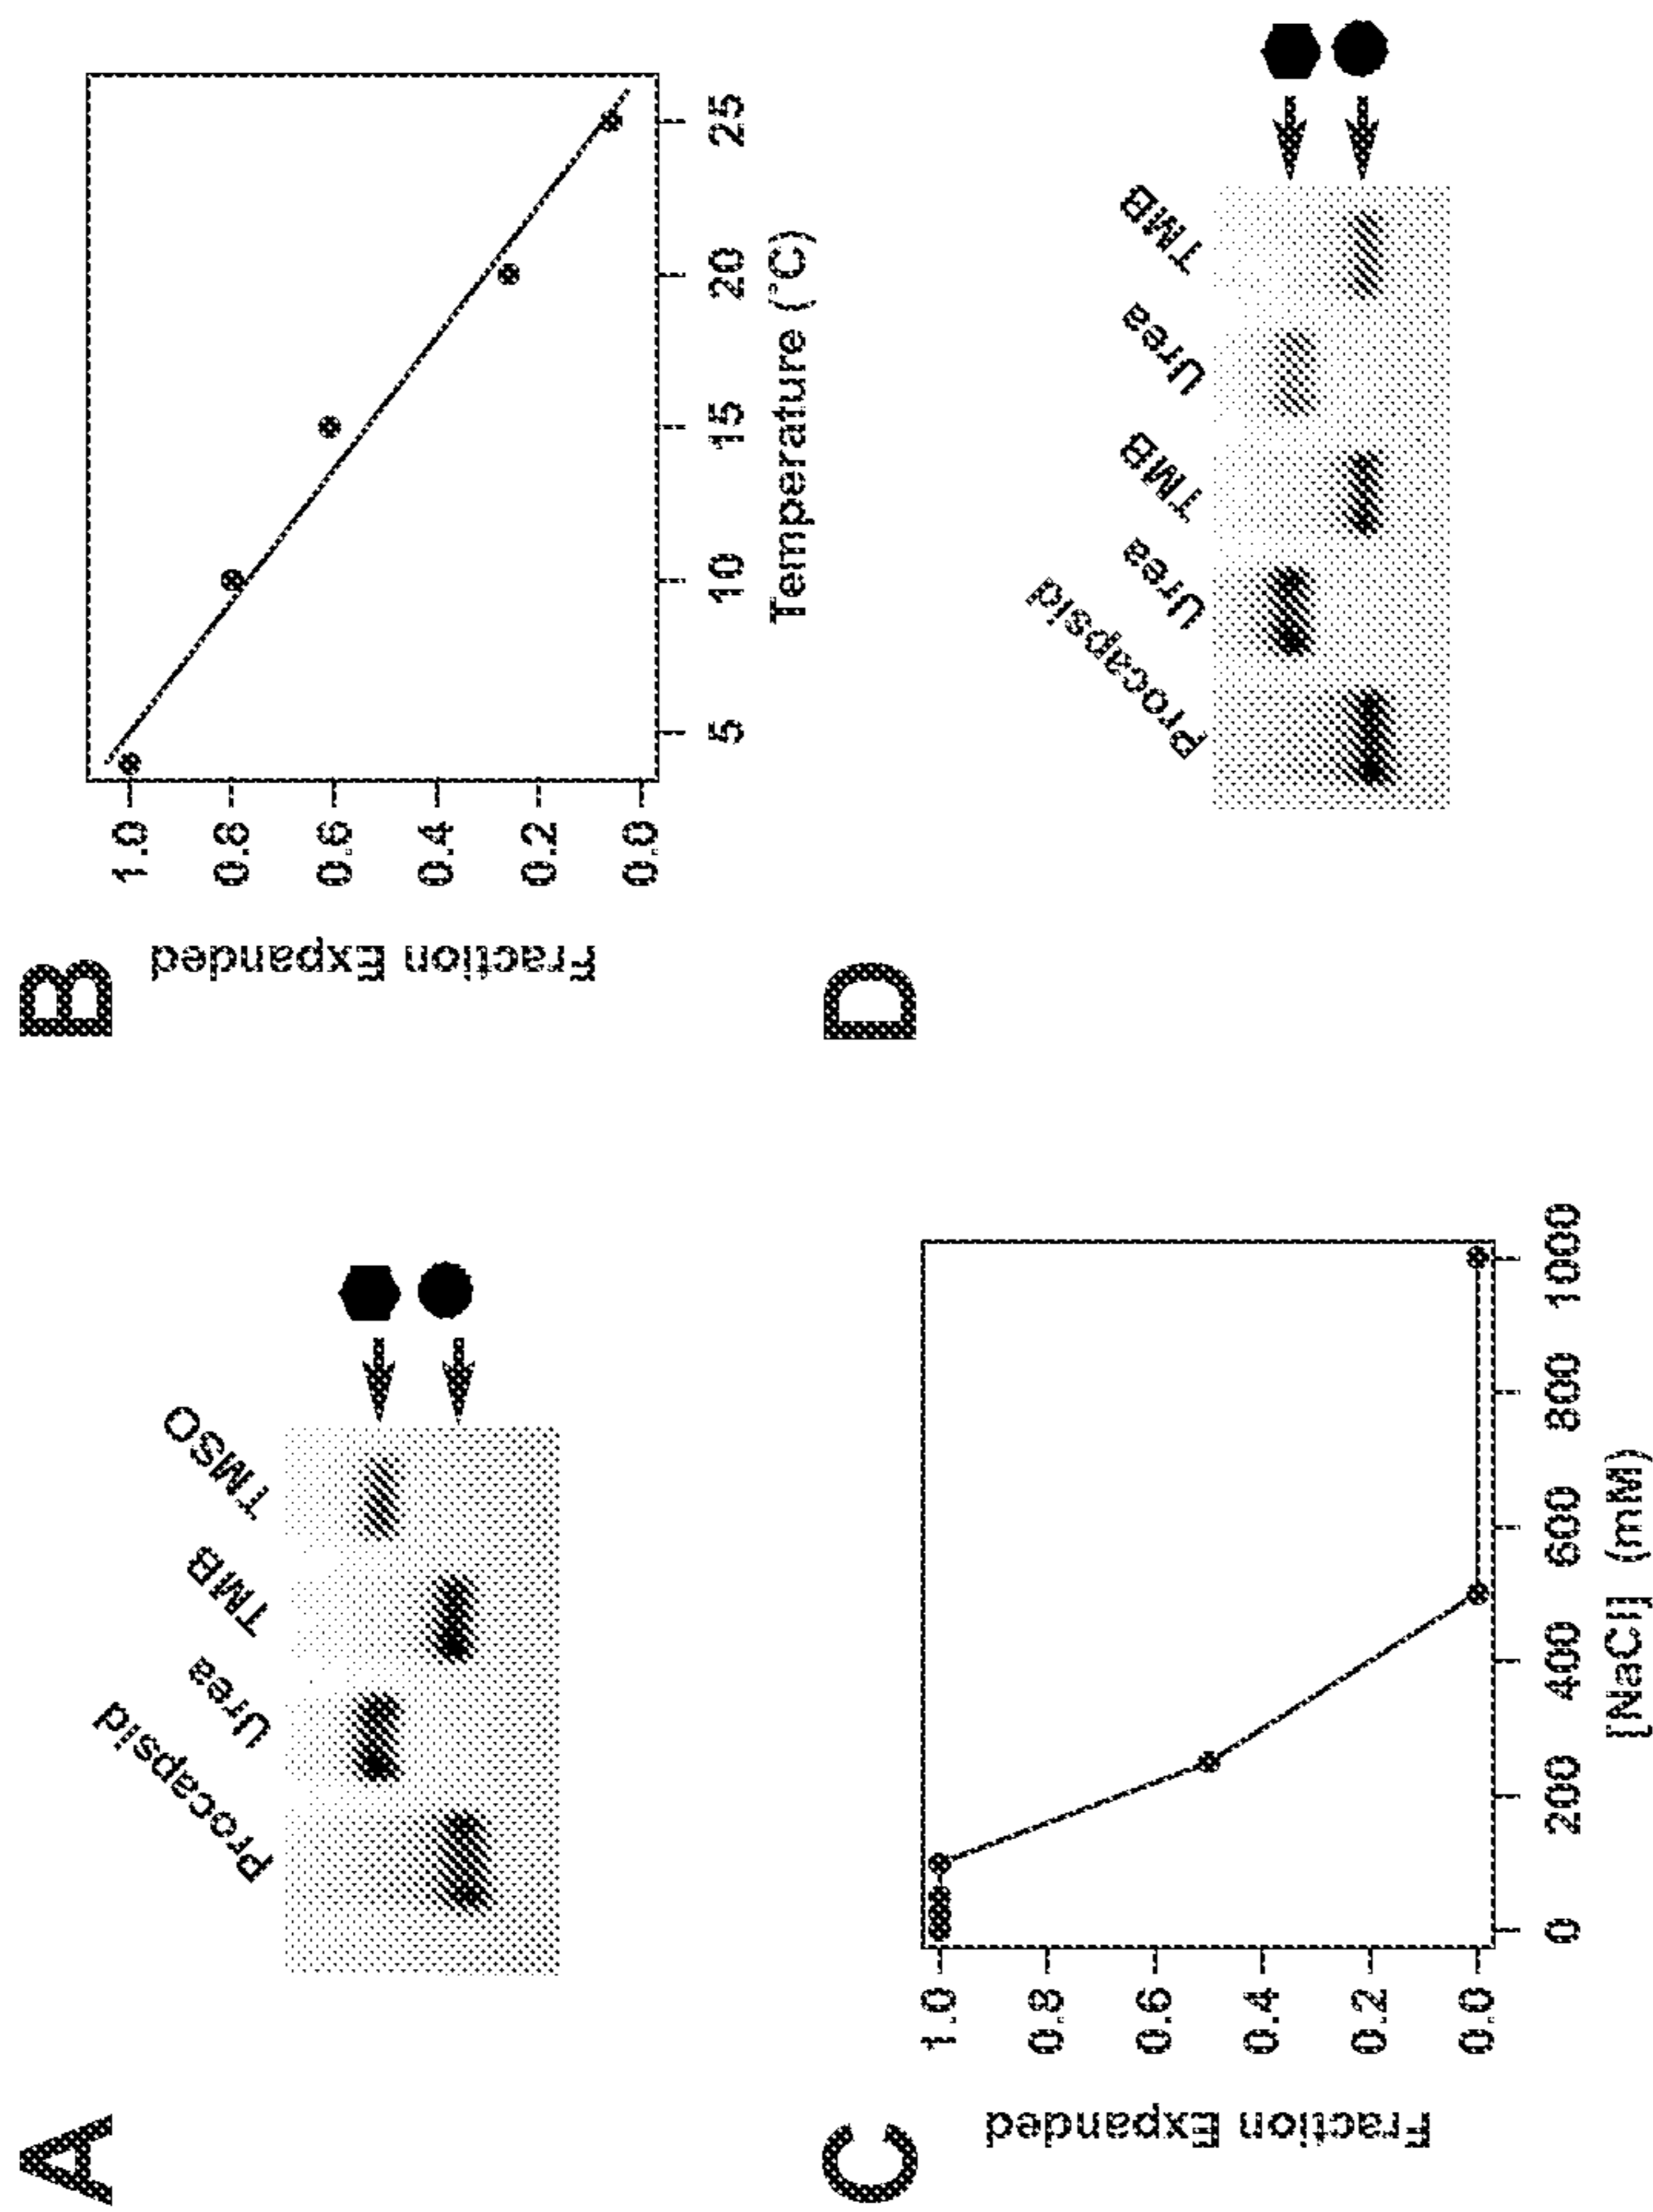 A
Procapsid
Urea
TMB
TMSO
B
Fraction Expanded
1.0
0.8
0.6
0.4
0.2
0.0
5 10 15 20 25
Temperature (°C)
C
Fraction Expanded
1.0
0.8
0.6
0.4
0.2
0.0
0 200 400 600 800 1000
[NaCl] (mM)
D
Procapsid
Urea
TMB
Urea
TMB